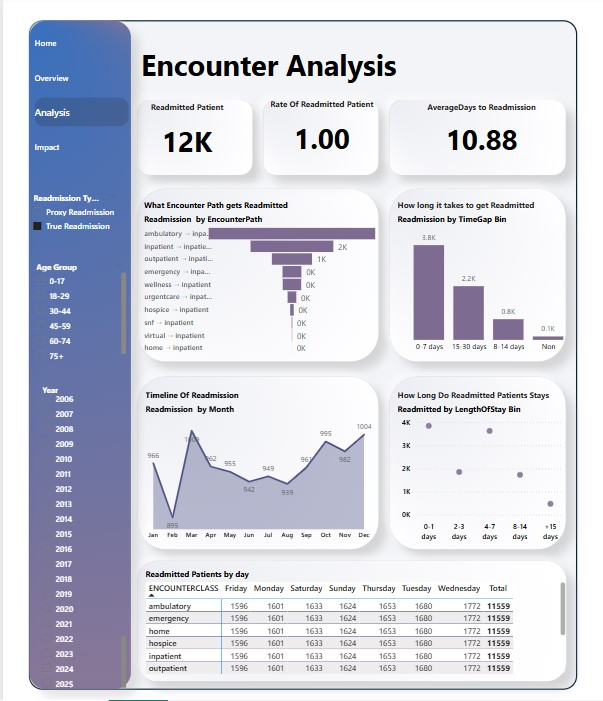 Home
Overview
Analysis
Impact
Readmission Ty...
Proxy Readmission
True Readmission
Age Group
0-17
18-29
30-44
45-59
60-74
75+
Year
2006
2007
2008
2009
2010
2011
2012
2013
2014
2015
2016
2017
2018
2019
2020
2021
2022
2023
2024
2025
Encounter Analysis
Readmitted Patient
12K
Rate Of Readmitted Patient
1.00
AverageDays to Readmission
10.88
What Encounter Path gets Readmitted
Readmission by EncounterPath
ambulatory → inpa...
inpatient → inpatie... 2K
outpatient → inpati... 1K
emergency → inpa... 0K
wellness → inpatient 0K
urgentcare → inpat... 0K
hospice → inpatient 0K
snf → inpatient 0K
virtual → inpatient 0K
home → inpatient 0K
How long it takes to get Readmitted
Readmission by TimeGap Bin
3.8K 2.2K 0.8K 0.1K
0-7 days 15-30 days 8-14 days Non
Timeline Of Readmission
Readmission by Month
966 895 962 955 942 949 939 961 995 982 1004
Jan Feb Mar Apr May Jun Jul Aug Sep Oct Nov Dec
How Long Do Readmitted Patients Stays
Readmitted by LengthOfStay Bin
4K
3K
2K
1K
0K
0-1 2-3 4-7 8-14 +15
days days days days days
Readmitted Patients by day
ENCOUNTERCLASS Friday Monday Saturday Sunday Thursday Tuesday Wednesday Total
ambulatory 1596 1601 1633 1624 1653 1680 1772 11559
emergency 1596 1601 1633 1624 1653 1680 1772 11559
home 1596 1601 1633 1624 1653 1680 1772 11559
hospice 1596 1601 1633 1624 1653 1680 1772 11559
inpatient 1596 1601 1633 1624 1653 1680 1772 11559
outpatient 1596 1601 1633 1624 1653 1680 1772 11559